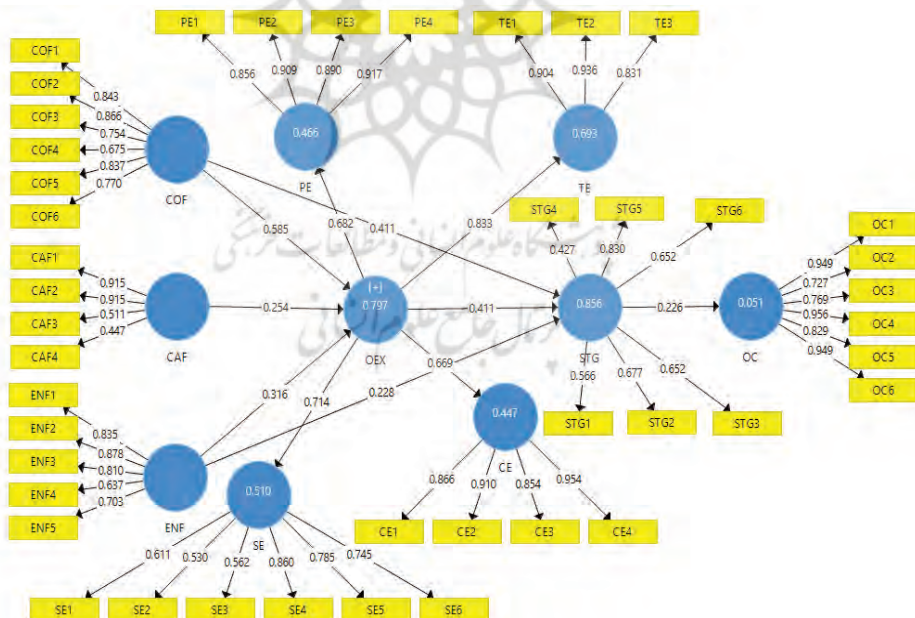 PE1 PE2 PE3 PE4 TE1 TE2 TE3
0.856 0.909 0.890 0.917 0.904 0.936 0.831
COF1
COF2
COF3
COF4
COF5
COF6
0.843
0.866
0.754
0.675
0.837
0.770
COF
0.466
PE
0.693
TE
0.585
0.682
0.411
0.833
STG4 STG5 STG6
0.427 0.830 0.652
پژوهشگاه علوم انسانی و مطالعات فرهنگی
پرتال جامع علوم انسانی
CAF1
CAF2
CAF3
CAF4
0.915
0.915
0.511
0.447
CAF
0.254
[+]
0.797
OEX
0.411
0.856
STG
0.226
0.051
OC
OC1
OC2
OC3
OC4
OC5
OC6
0.949
0.727
0.769
0.956
0.829
0.949
0.316
0.228
0.714
0.669
0.566 0.677 0.652
STG1 STG2 STG3
ENF1
ENF2
ENF3
ENF4
ENF5
0.835
0.878
0.810
0.637
0.703
ENF
0.510
SE
0.447
CE
0.866 0.910 0.854 0.954
CE1 CE2 CE3 CE4
0.611 0.530 0.562 0.860 0.785 0.745
SE1 SE2 SE3 SE4 SE5 SE6